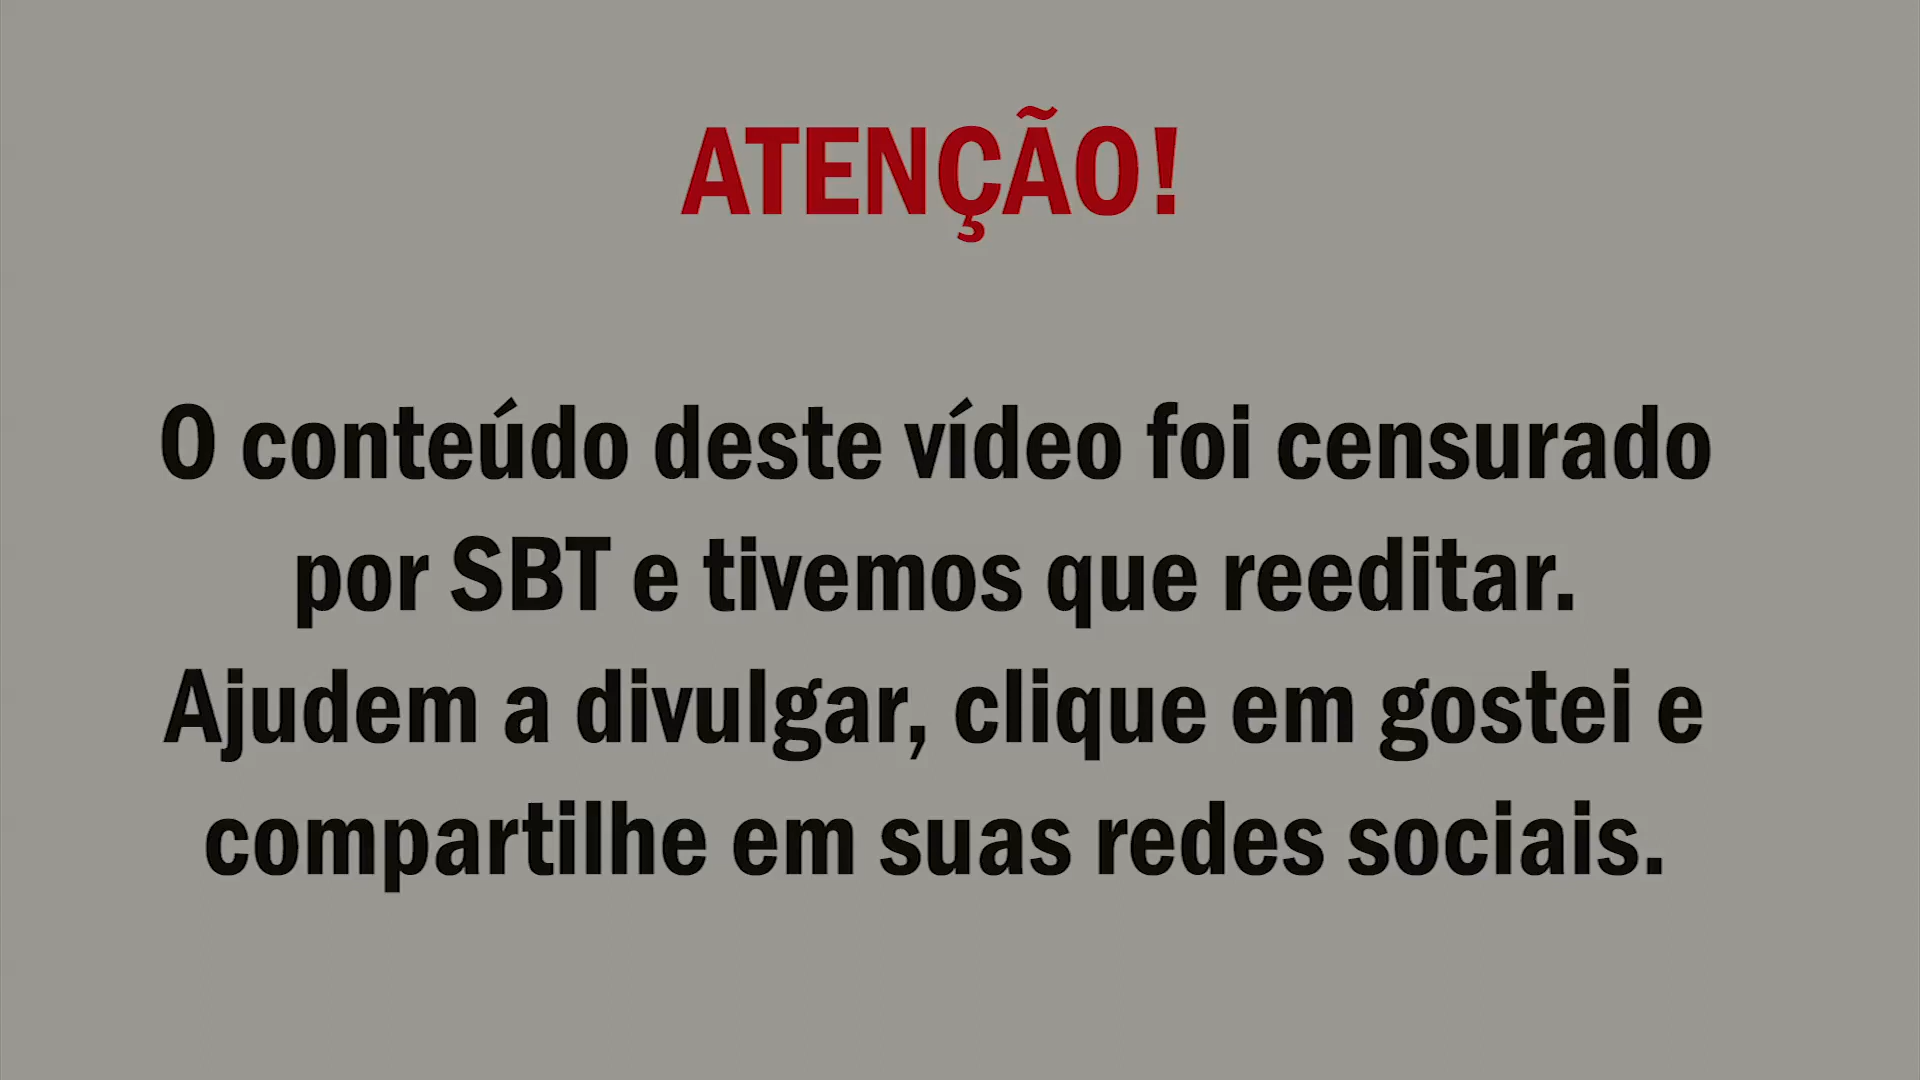 ATENÇÃO!
O conteúdo deste vídeo foi censurado
por SBT e tivemos que reeditar.
Ajudem a divulgar, clique em gostei e
compartilhe em suas redes sociais.